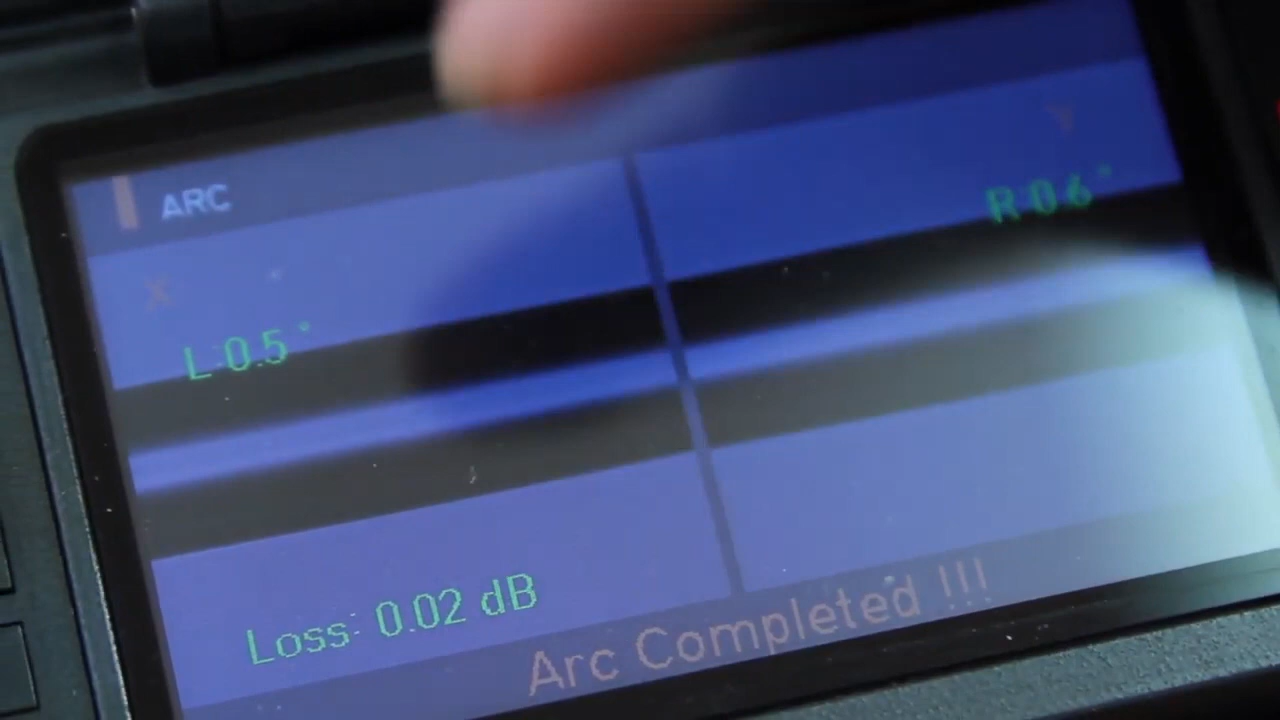 ARC
X
Y
L:0.5°
R:0.6°
Loss: 0.02 dB
Arc Completed !!!